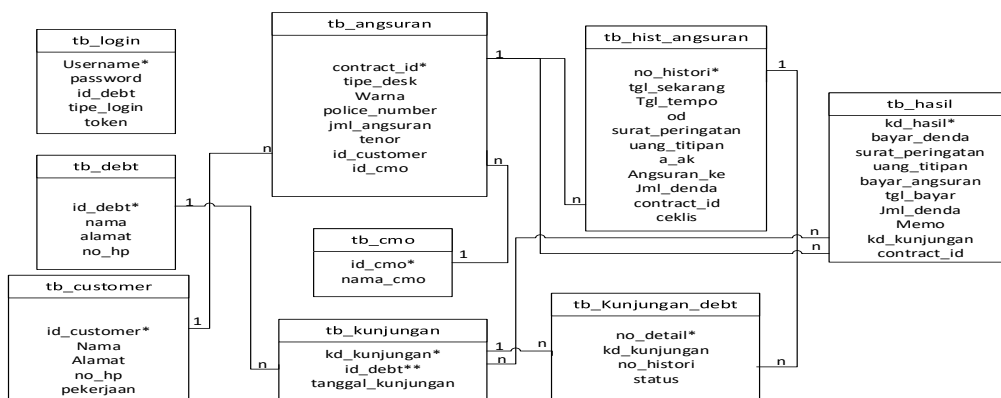 tb_login
Username*
password
id_debt
tipe_login
token
tb_angsuran
contract_id*
tipe_desk
Warna
police_number
jml_angsuran
tenor
id_customer
id_cmo
tb_hist_angsuran
no_histori*
tgl_sekarang
Tgl_tempo
od
surat_peringatan
uang_titipan
a_ak
Angsuran_ke
Jml_denda
contract_id
ceklis
tb_hasil
kd_hasil*
bayar_denda
surat_peringatan
uang_titipan
bayar_angsuran
tgl_bayar
Jml_denda
Memo
kd_kunjungan
contract_id
tb_debt
id_debt*
nama
alamat
no_hp
tb_cmo
id_cmo*
nama_cmo
tb_customer
id_customer*
Nama
Alamat
no_hp
pekerjaan
tb_kunjungan
kd_kunjungan*
id_debt**
tanggal_kunjungan
tb_Kunjungan_debt
no_detail*
kd_kunjungan
no_histori
status
1
1
n
n
1
n
1
n
n
1
1
n
n
n
n